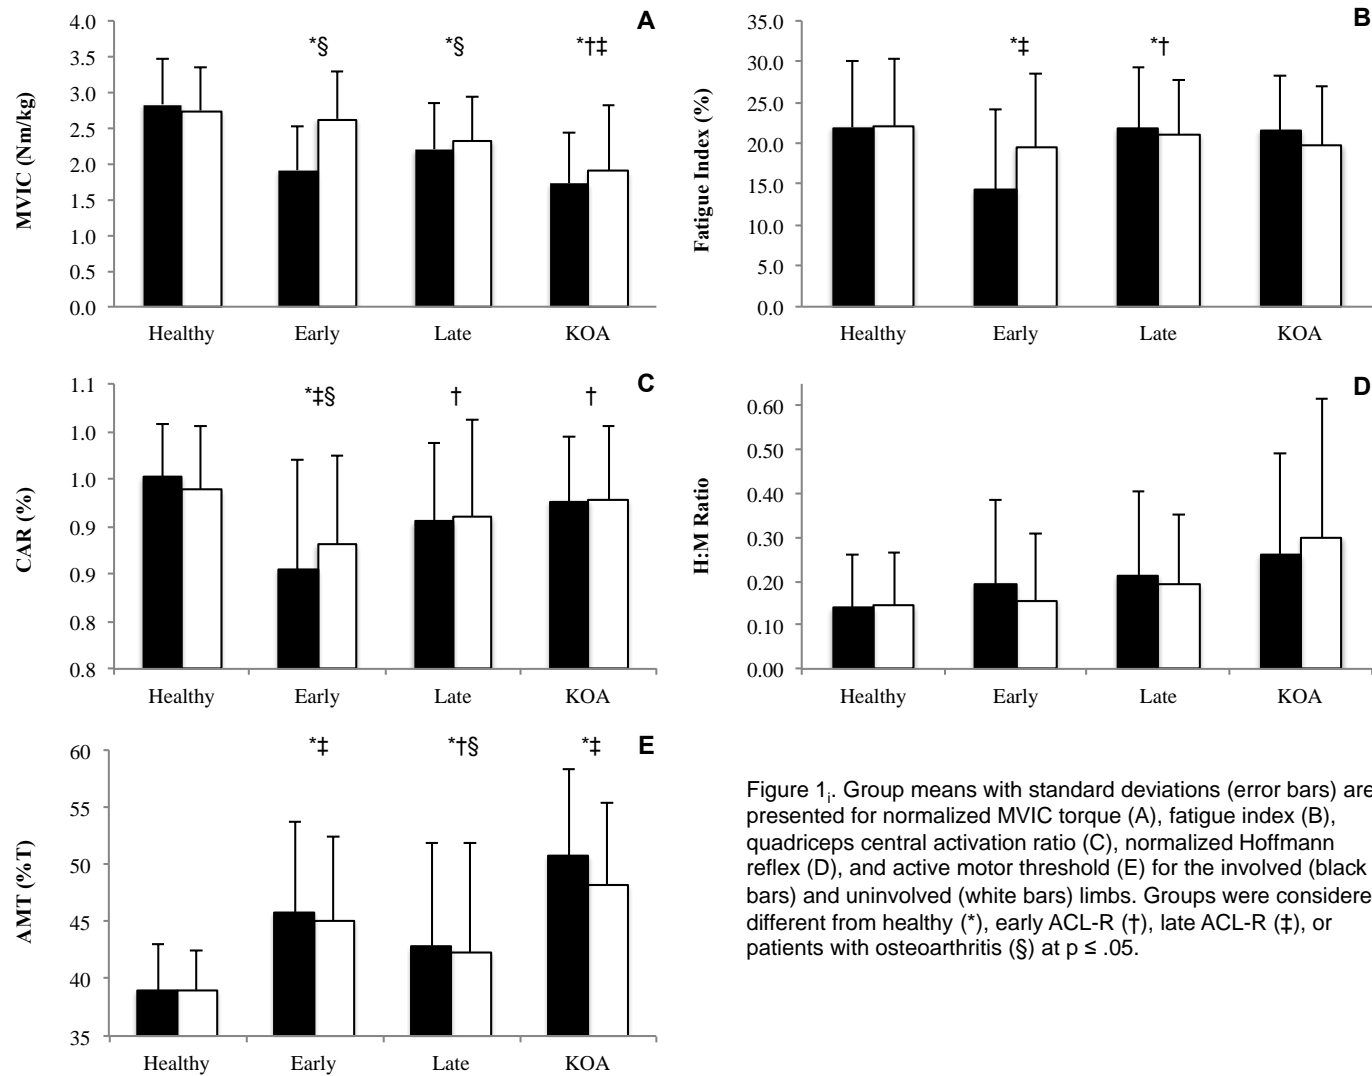 A
MVIC (Nm/kg)
4.0
3.5
3.0
2.5
2.0
1.5
1.0
0.5
0.0
*§
*§
*†‡
Healthy Early Late KOA
B
Fatigue Index (%)
35.0
30.0
25.0
20.0
15.0
10.0
5.0
0.0
*‡
*†
Healthy Early Late KOA
C
CAR (%)
1.1
1.0
1.0
0.9
0.9
0.8
0.8
*‡§
†
†
Healthy Early Late KOA
D
H:M Ratio
0.60
0.50
0.40
0.30
0.20
0.10
0.00
Healthy Early Late KOA
E
AMT (%T)
60
55
50
45
40
35
*‡
*†§
*‡
Healthy Early Late KOA
Figure 1i. Group means with standard deviations (error bars) are
presented for normalized MVIC torque (A), fatigue index (B),
quadriceps central activation ratio (C), normalized Hoffmann
reflex (D), and active motor threshold (E) for the involved (black
bars) and uninvolved (white bars) limbs. Groups were considere
different from healthy (*), early ACL-R (†), late ACL-R (‡), or
patients with osteoarthritis (§) at p ≤ .05.